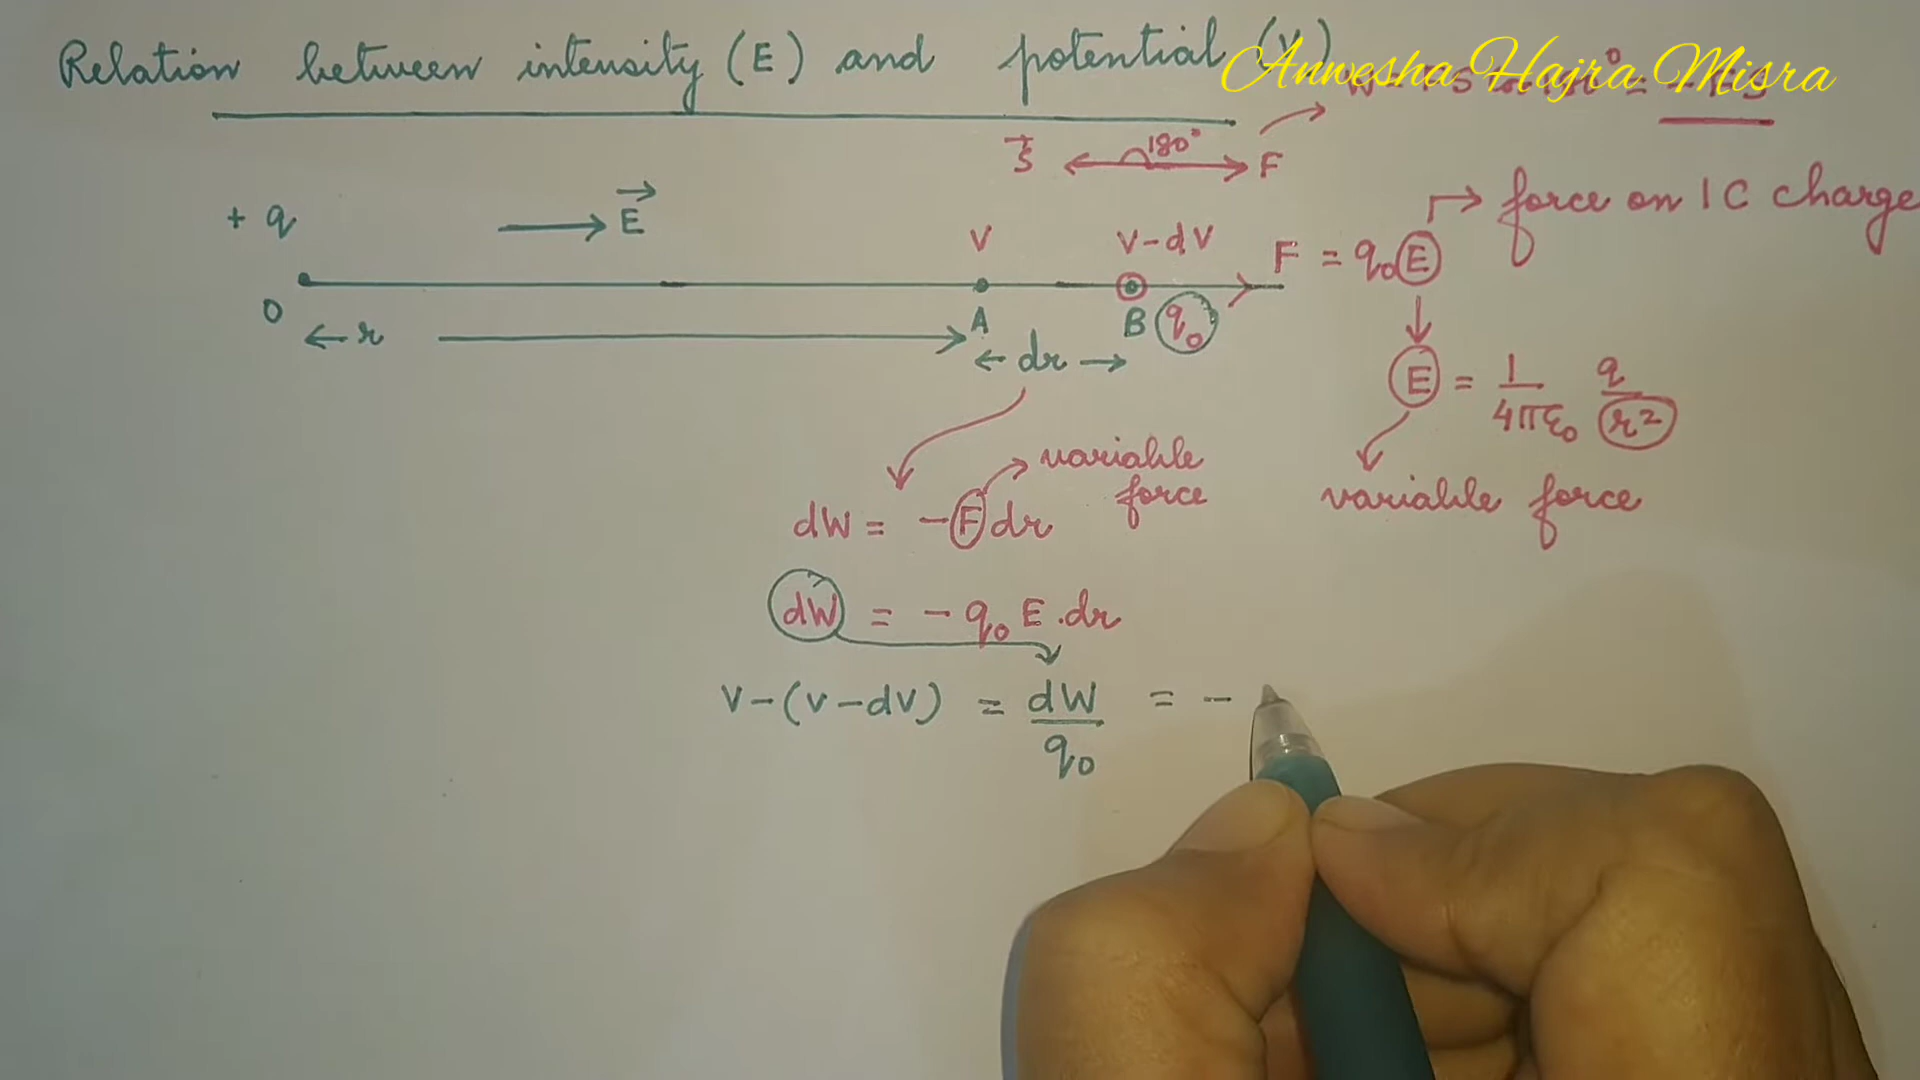 Relation between intensity (E) and potential (V)
Anwesha Hajra Misra
S 180° F
+ q E V V-dV F = q₀E force on 1C charge
O r A dr B q₀
E = 1/4πε₀ q/r²
variable force
variable force
dW = -F dr
dW = - q₀ E . dr
V-(V-dV) = dW/q₀ = -